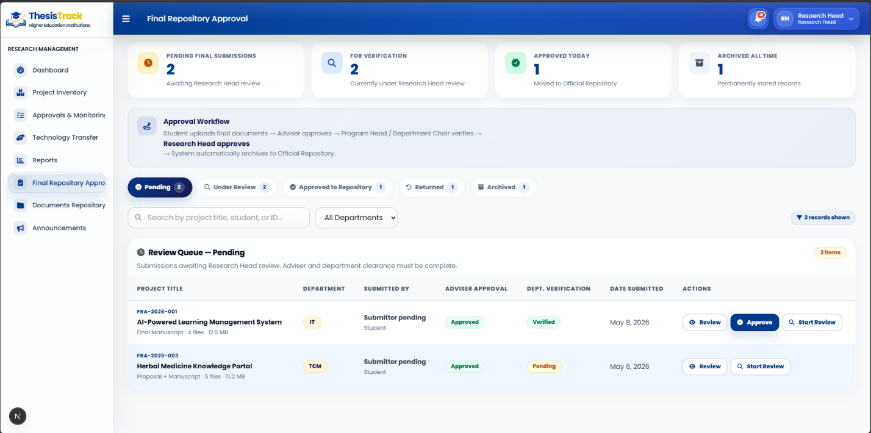 ThesisTrack
Higher Education Institutions
Final Repository Approval
4
RH
Research Head
Research Head
RESEARCH MANAGEMENT
Dashboard
Project Inventory
Approvals & Monitorin
Technology Transfer
Reports
Final Repository Appro
Documents Repository
Announcements
N
PENDING FINAL SUBMISSIONS
2
Awaiting Research Head review
FOR VERIFICATION
2
Currently under Research Head review
APPROVED TODAY
1
Moved to Official Repository
ARCHIVED ALL TIME
1
Permanently stored records
Approval Workflow
Student uploads final documents → Adviser approves → Program Head / Department Chair verifies →
Research Head approves
→ System automatically archives to Official Repository.
Pending 2
Under Review 2
Approved to Repository 1
Returned 1
Archived 1
Search by project title, student, or ID...
All Departments
2 records shown
Review Queue — Pending
2 items
Submissions awaiting Research Head review. Adviser and department clearance must be complete.
PROJECT TITLE DEPARTMENT SUBMITTED BY ADVISER APPROVAL DEPT. VERIFICATION DATE SUBMITTED ACTIONS
FRA-2026-001
AI-Powered Learning Management System
Final Manuscript · 4 files · 12.8 MB
IT
Submitter pending
Student
Approved
Verified
May 8, 2026
Review
Approve
Start Review
FRA-2026-003
Herbal Medicine Knowledge Portal
Proposal + Manuscript · 5 files · 15.2 MB
TCM
Submitter pending
Student
Approved
Pending
May 6, 2026
Review
Start Review